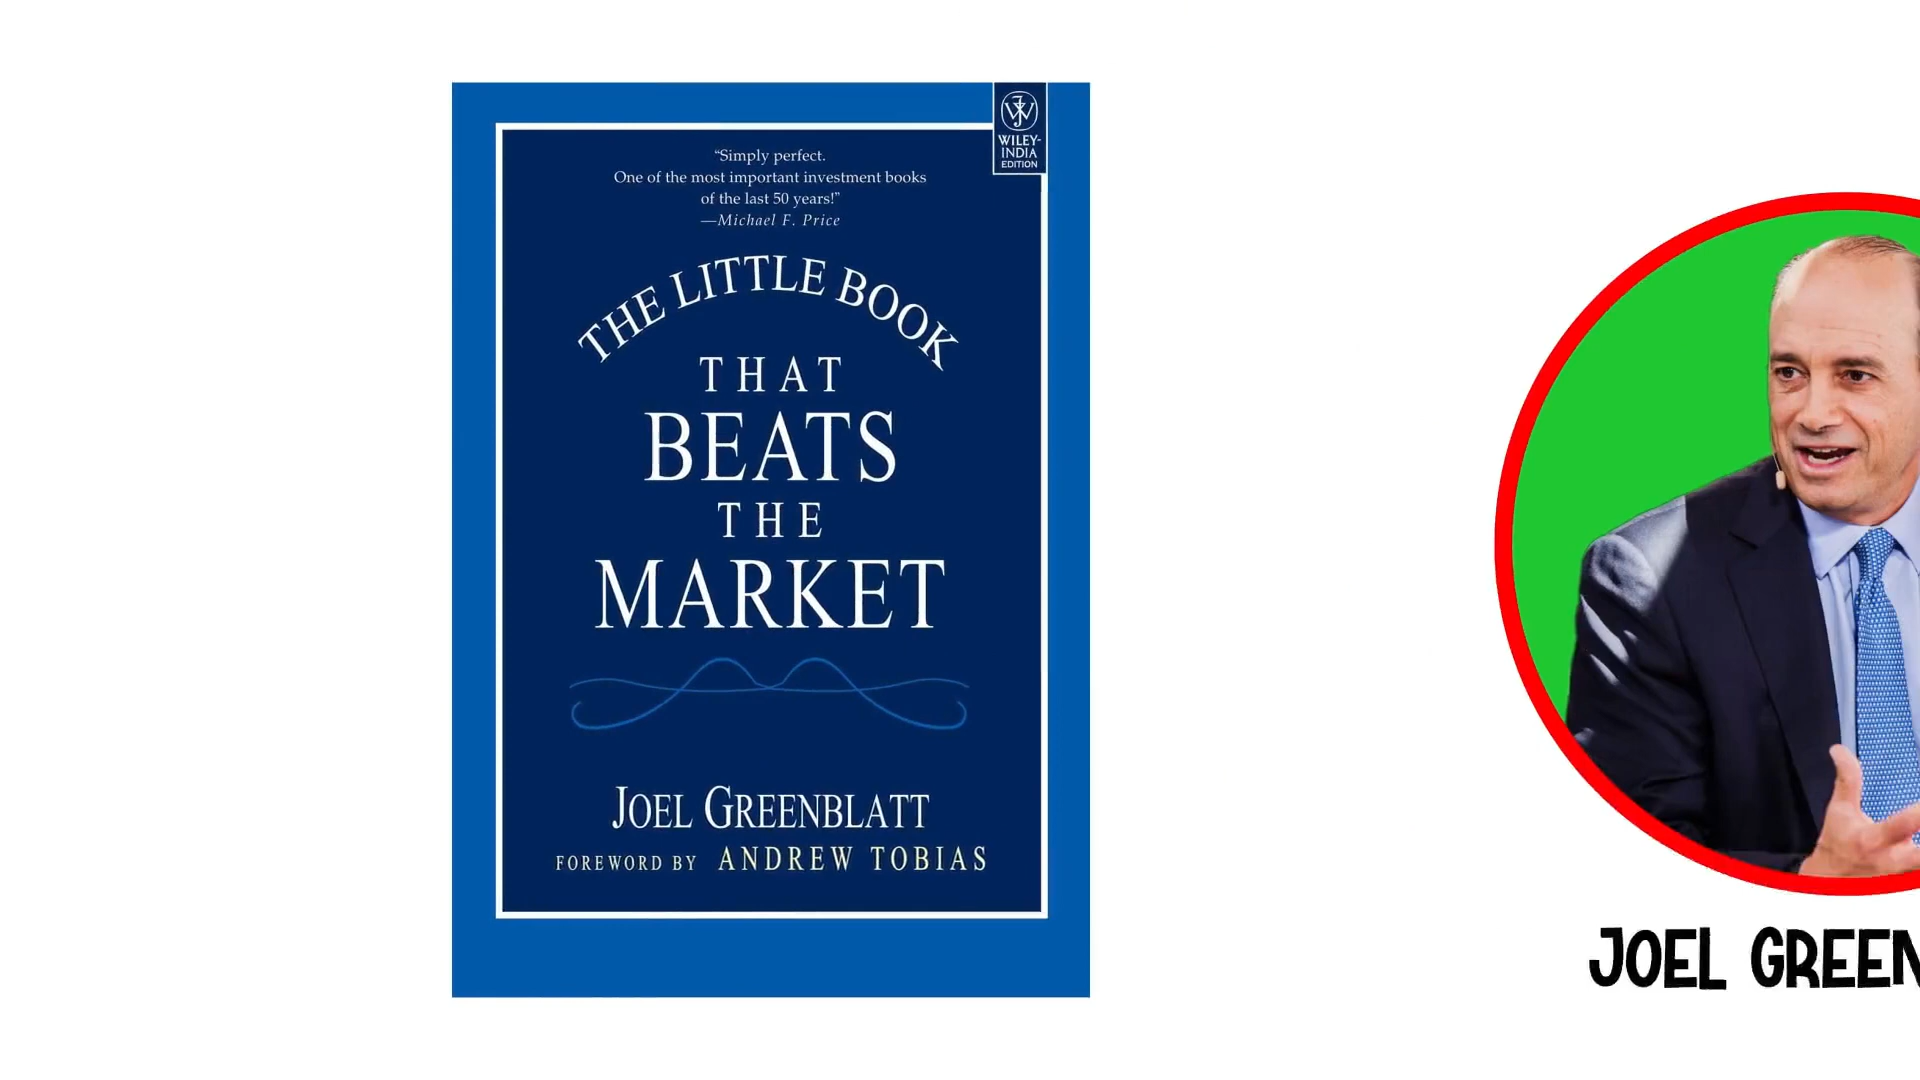 WILEY-
INDIA
EDITION
“Simply perfect.
One of the most important investment books
of the last 50 years!”
—Michael F. Price
THE LITTLE BOOK
THAT
BEATS
THE
MARKET
JOEL GREENBLATT
FOREWORD BY ANDREW TOBIAS
JOEL GREEN